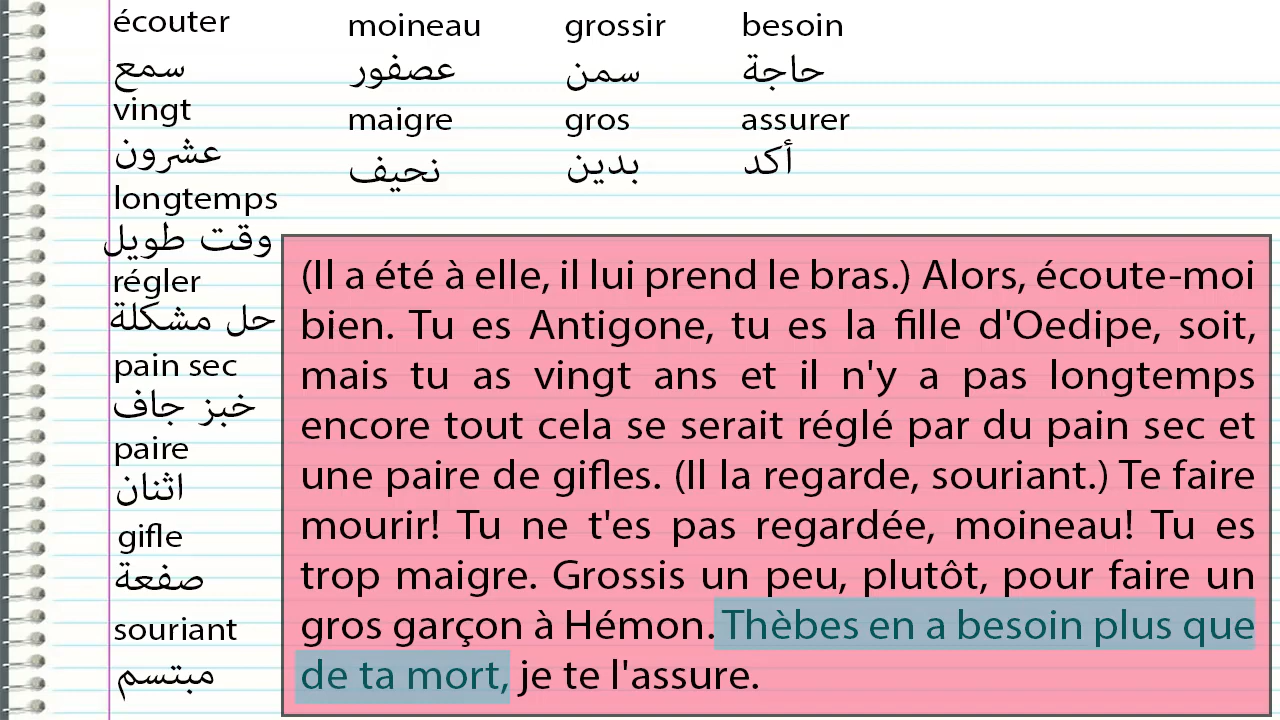 écouter
سمع
vingt
عشرون
longtemps
وقت طويل
régler
حل مشكلة
pain sec
خبز جاف
paire
اثنان
gifle
صفعة
souriant
مبتسم
moineau
عصفور
maigre
نحيف
grossir
سمن
gros
بدين
besoin
حاجة
assurer
أكد
(Il a été à elle, il lui prend le bras.) Alors, écoute-moi
bien. Tu es Antigone, tu es la fille d'Oedipe, soit,
mais tu as vingt ans et il n'y a pas longtemps
encore tout cela se serait réglé par du pain sec et
une paire de gifles. (Il la regarde, souriant.) Te faire
mourir! Tu ne t'es pas regardée, moineau! Tu es
trop maigre. Grossis un peu, plutôt, pour faire un
gros garçon à Hémon. Thèbes en a besoin plus que
de ta mort, je te l'assure.